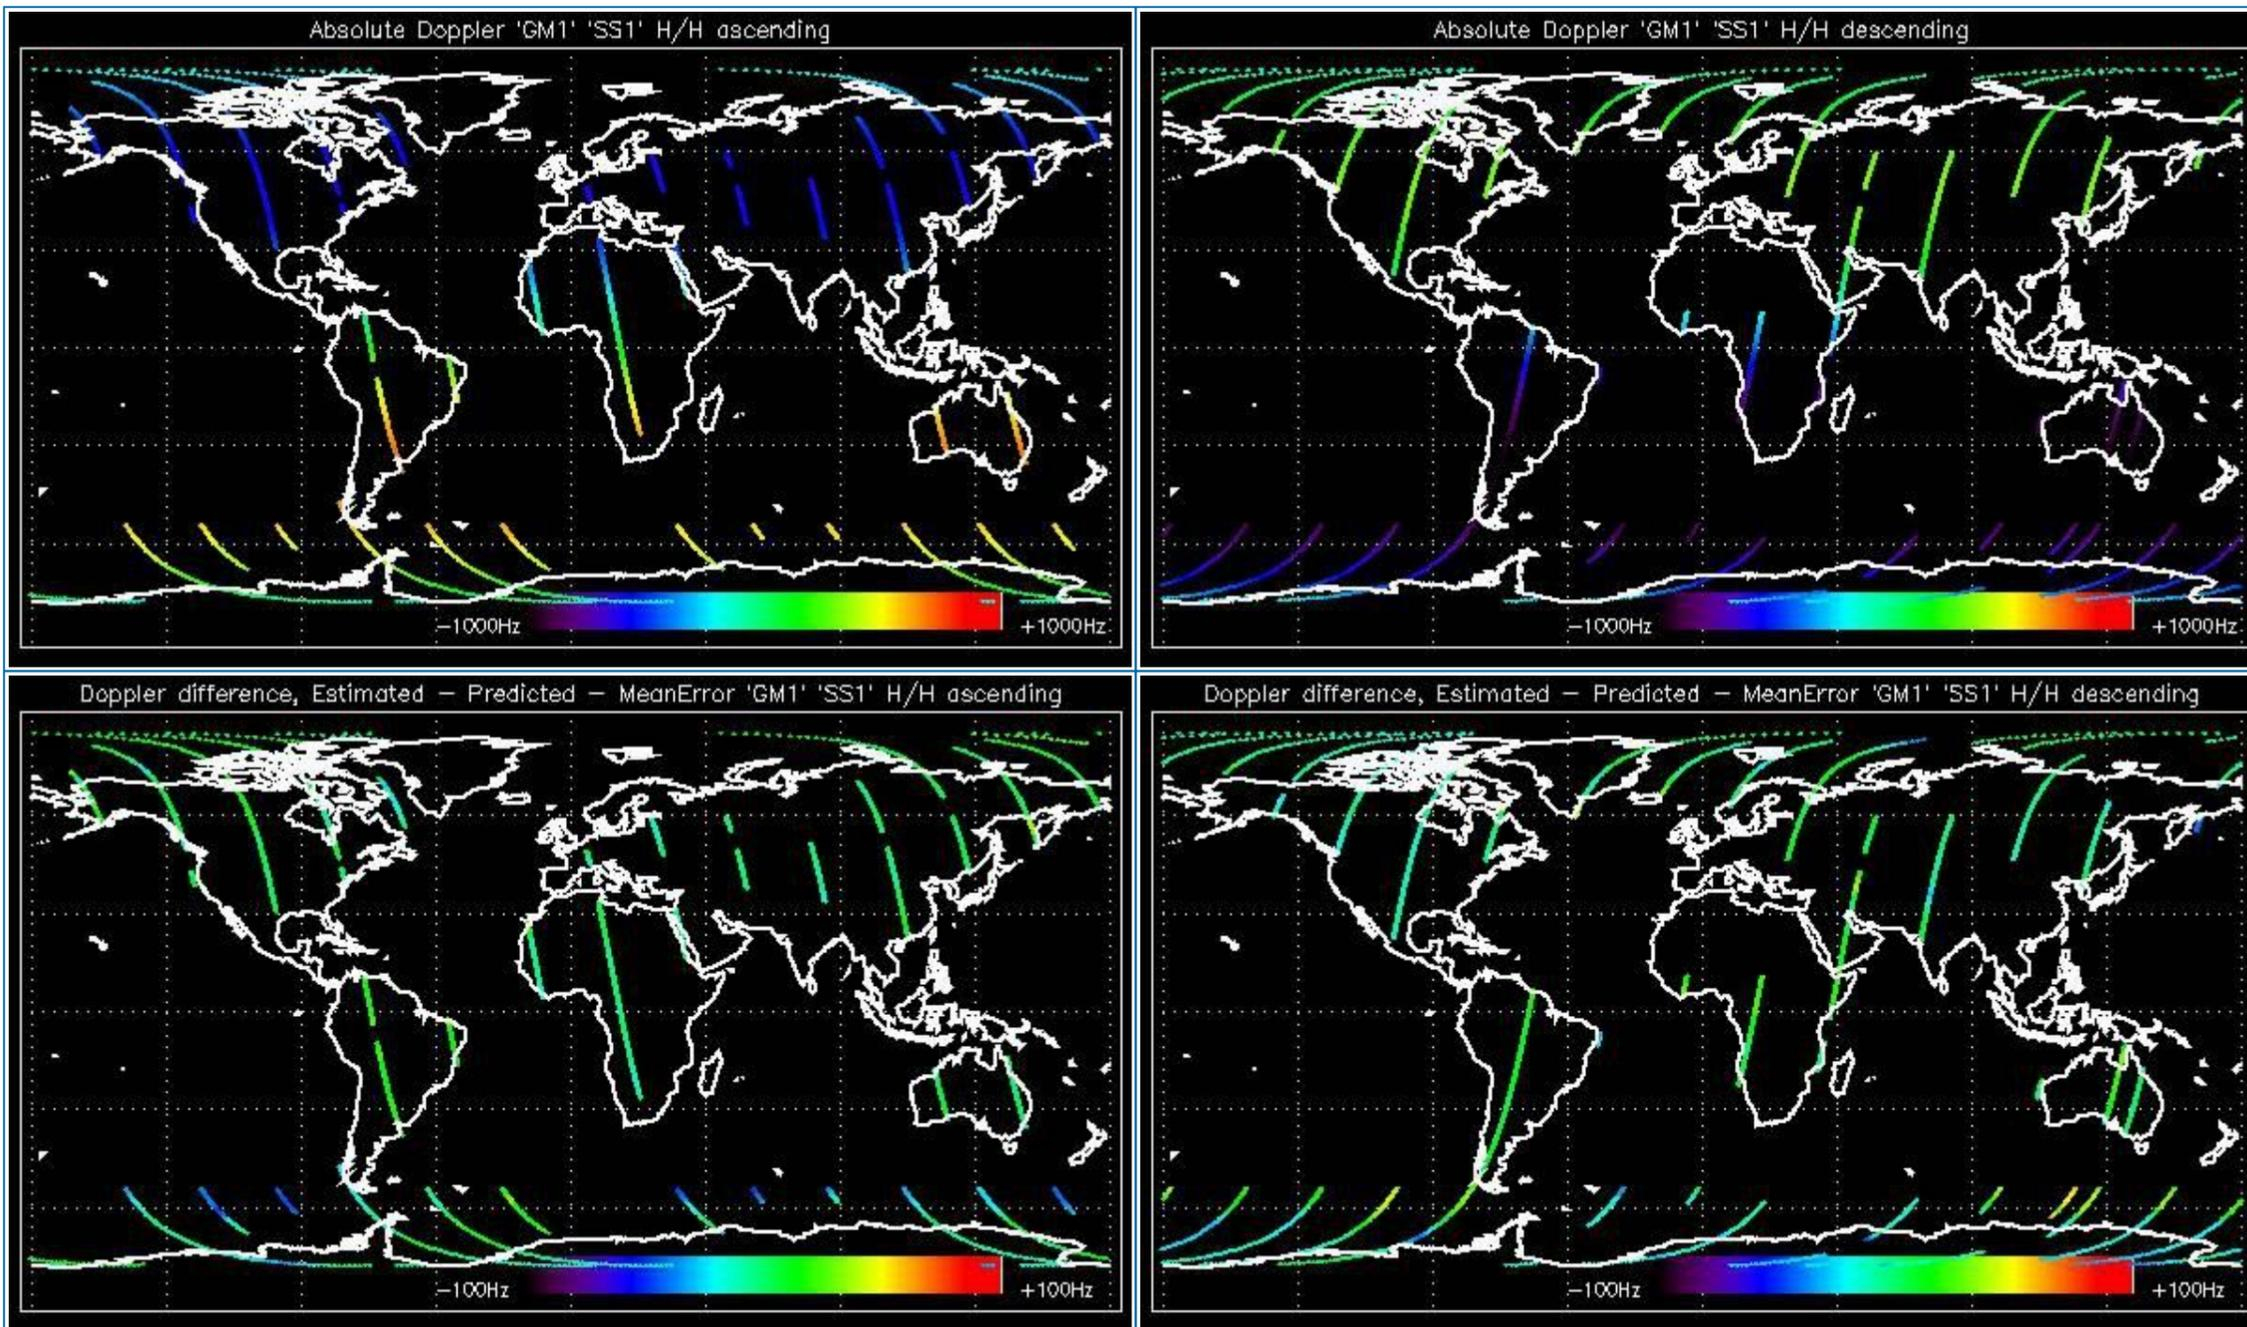 Absolute Doppler 'GM1' 'SS1' H/H ascending
-1000Hz +1000Hz
Absolute Doppler 'GM1' 'SS1' H/H descending
-1000Hz +1000Hz
Doppler difference, Estimated - Predicted - MeanError 'GM1' 'SS1' H/H ascending
-100Hz +100Hz
Doppler difference, Estimated - Predicted - MeanError 'GM1' 'SS1' H/H descending
-100Hz +100Hz